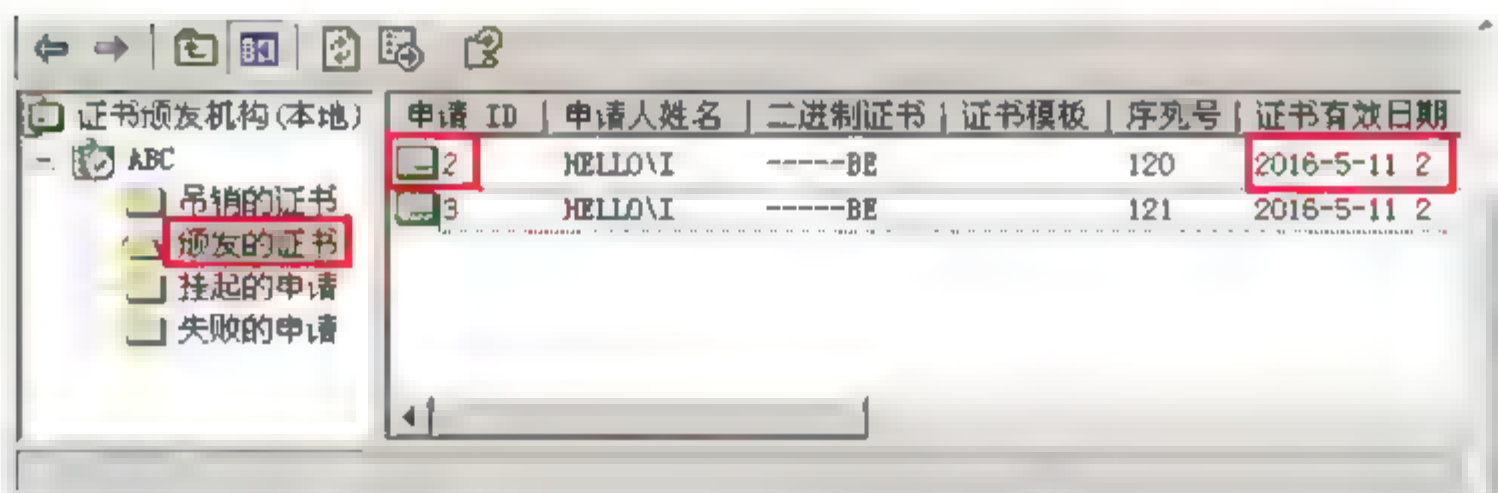 证书颁发机构(本地)
ABC
吊销的证书
颁发的证书
挂起的申请
失败的申请
申请 ID 申请人姓名 二进制证书 证书模板 序列号 证书有效日期
2 HELLO\I -----BE 120 2016-5-11 2
3 HELLO\I -----BE 121 2016-5-11 2